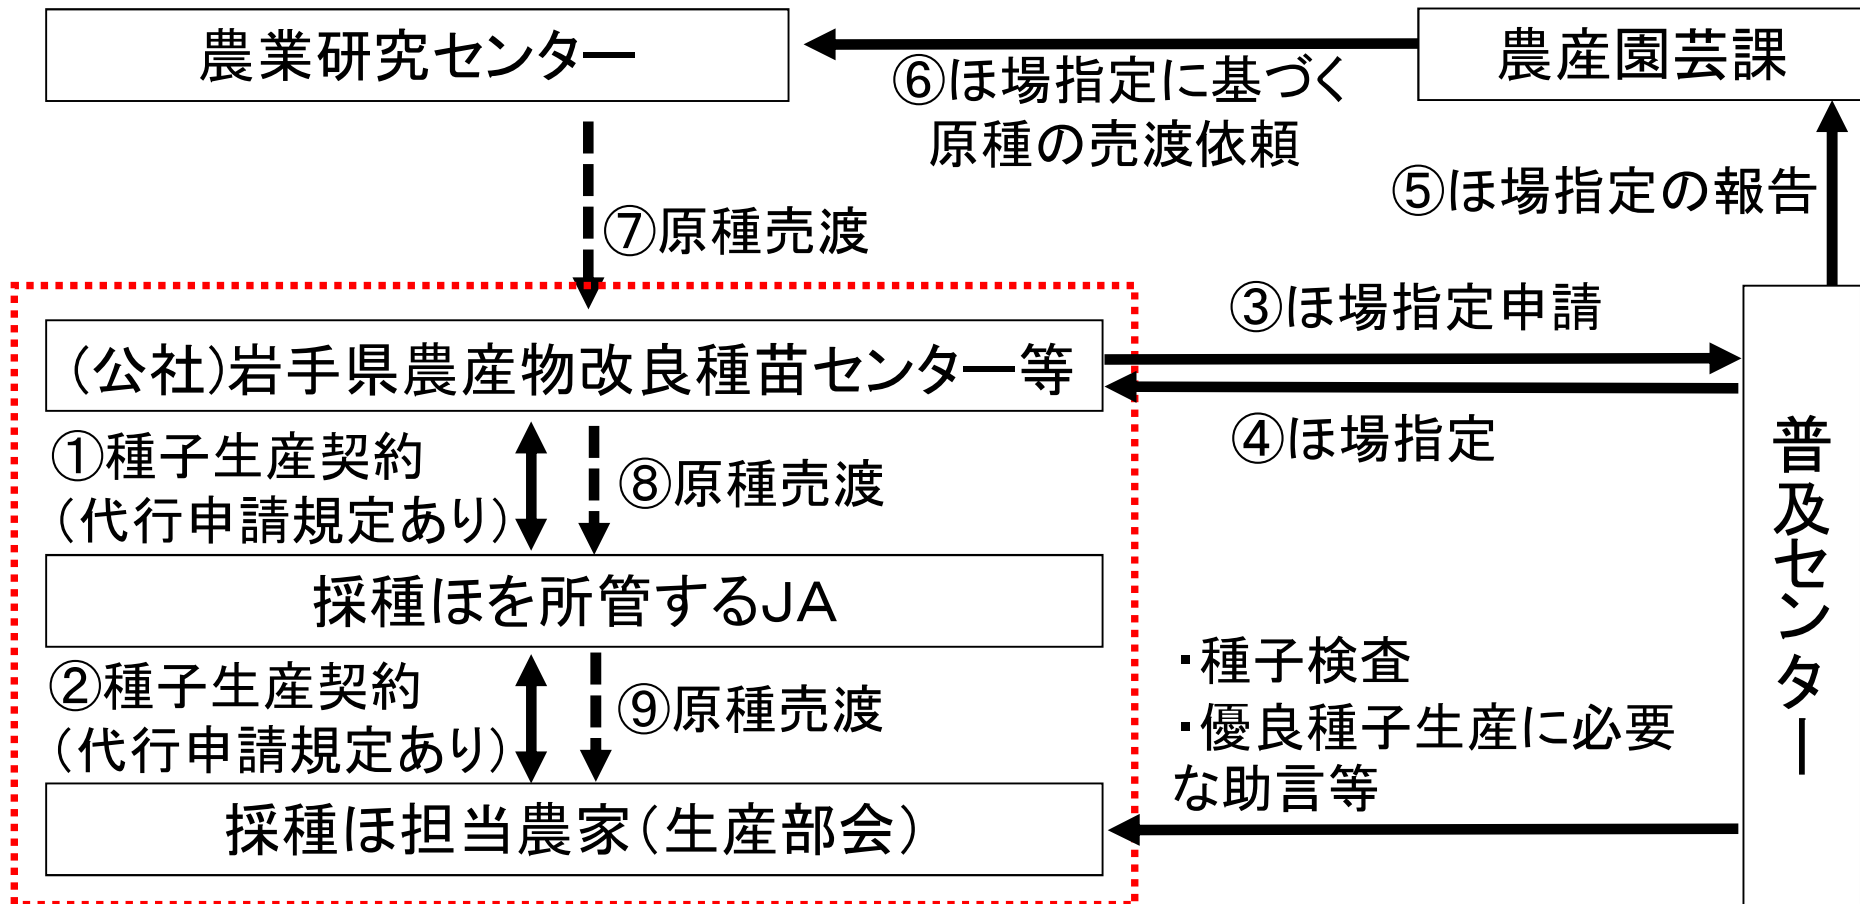 農業研究センター
農産園芸課
⑥ほ場指定に基づく
原種の売渡依頼
⑤ほ場指定の報告
⑦原種売渡
③ほ場指定申請
(公社)岩手県農産物改良種苗センター等
④ほ場指定
①種子生産契約
(代行申請規定あり)
⑧原種売渡
普及センター
採種ほを所管するJA
②種子生産契約
(代行申請規定あり)
⑨原種売渡
・種子検査
・優良種子生産に必要
な助言等
採種ほ担当農家(生産部会)